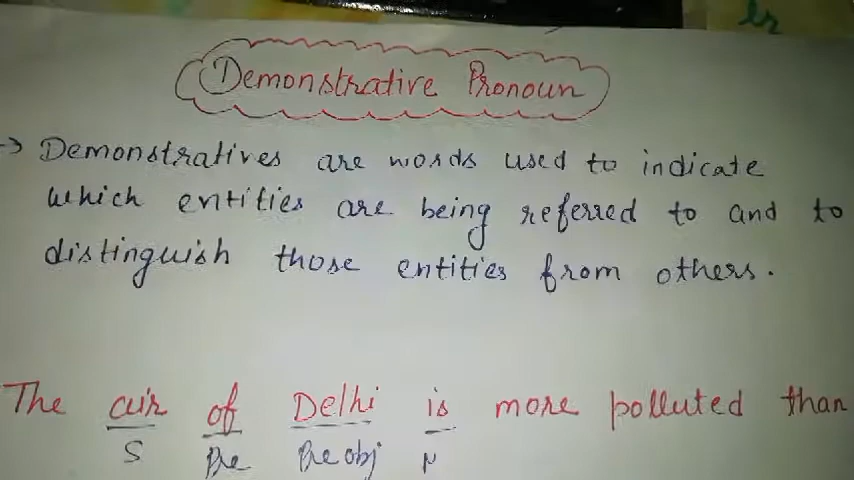 Demonstrative Pronoun
→ Demonstratives are words used to indicate
which entities are being referred to and to
distinguish those entities from others.
The air of Delhi is more polluted than
S Pre Pre obj